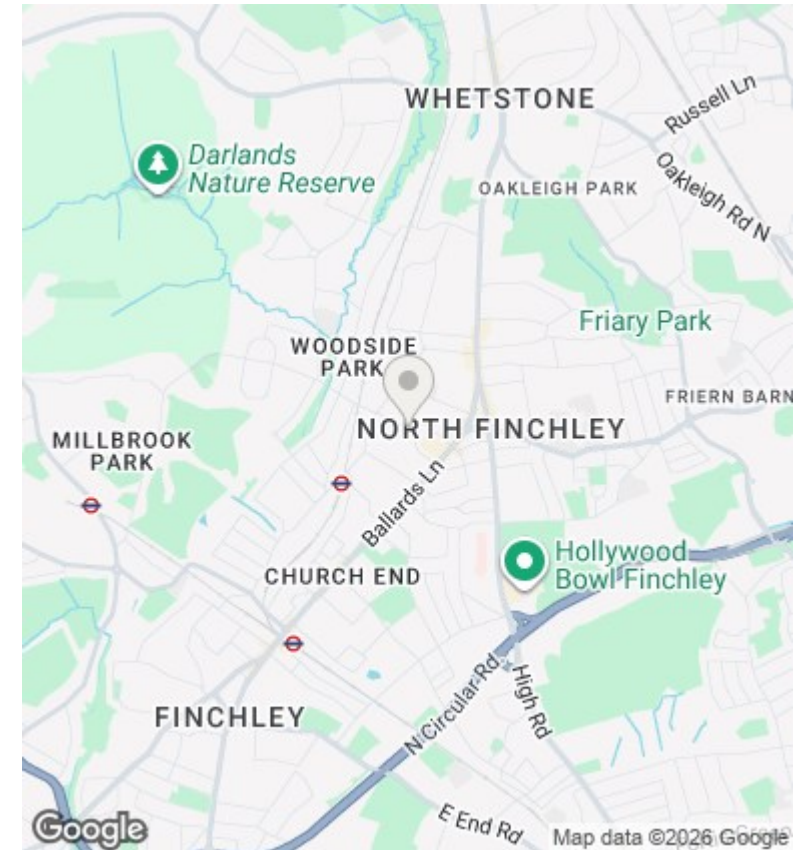 WHETSTONE
Russell Ln
Darlands
Nature Reserve
OAKLEIGH PARK
Oakleigh Rd N
Friary Park
WOODSIDE
PARK
FRIERN BARN
NORTH FINCHLEY
MILLBROOK
PARK
Ballards Ln
Hollywood
Bowl Finchley
CHURCH END
N Circular Rd
High Rd
FINCHLEY
E End Rd
Google
Map data ©2026 Google